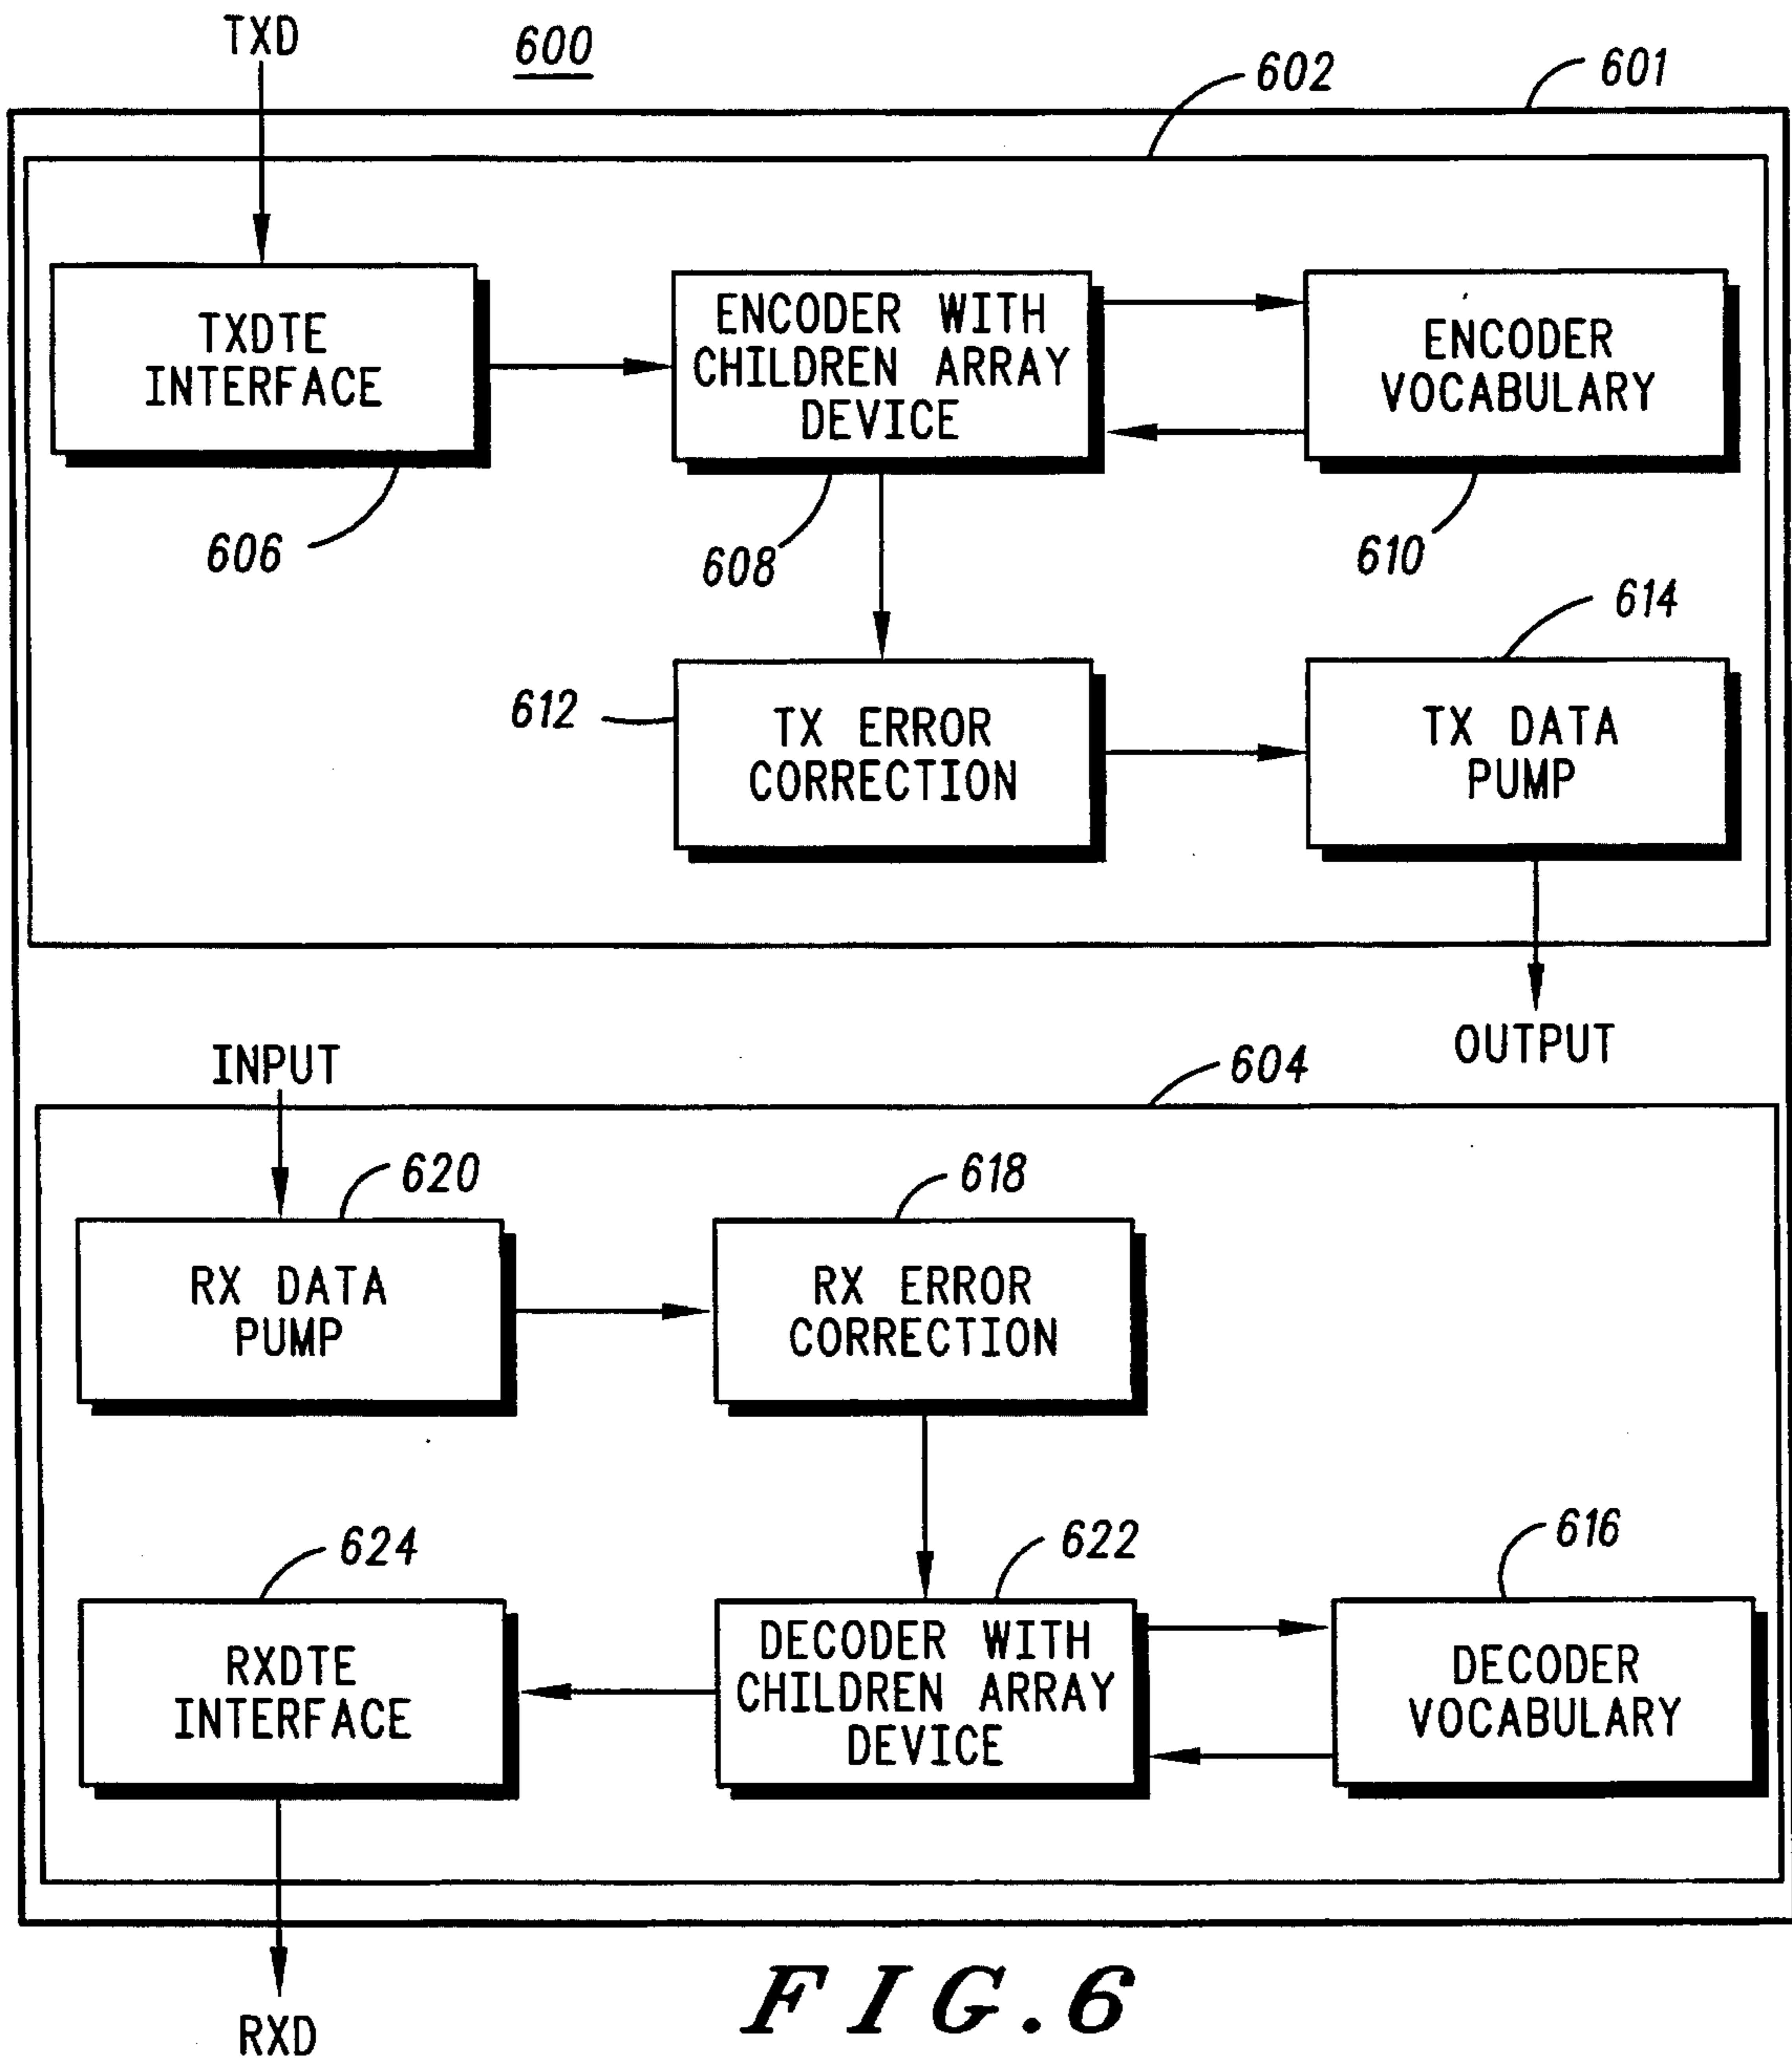 TXD
600
602
601
TXDTE
INTERFACE
ENCODER WITH
CHILDREN ARRAY
DEVICE
ENCODER
VOCABULARY
606
608
610
614
612
TX ERROR
CORRECTION
TX DATA
PUMP
OUTPUT
INPUT
604
620
618
RX DATA
PUMP
RX ERROR
CORRECTION
624
622
616
RXDTE
INTERFACE
DECODER WITH
CHILDREN ARRAY
DEVICE
DECODER
VOCABULARY
RXD
FIG.6